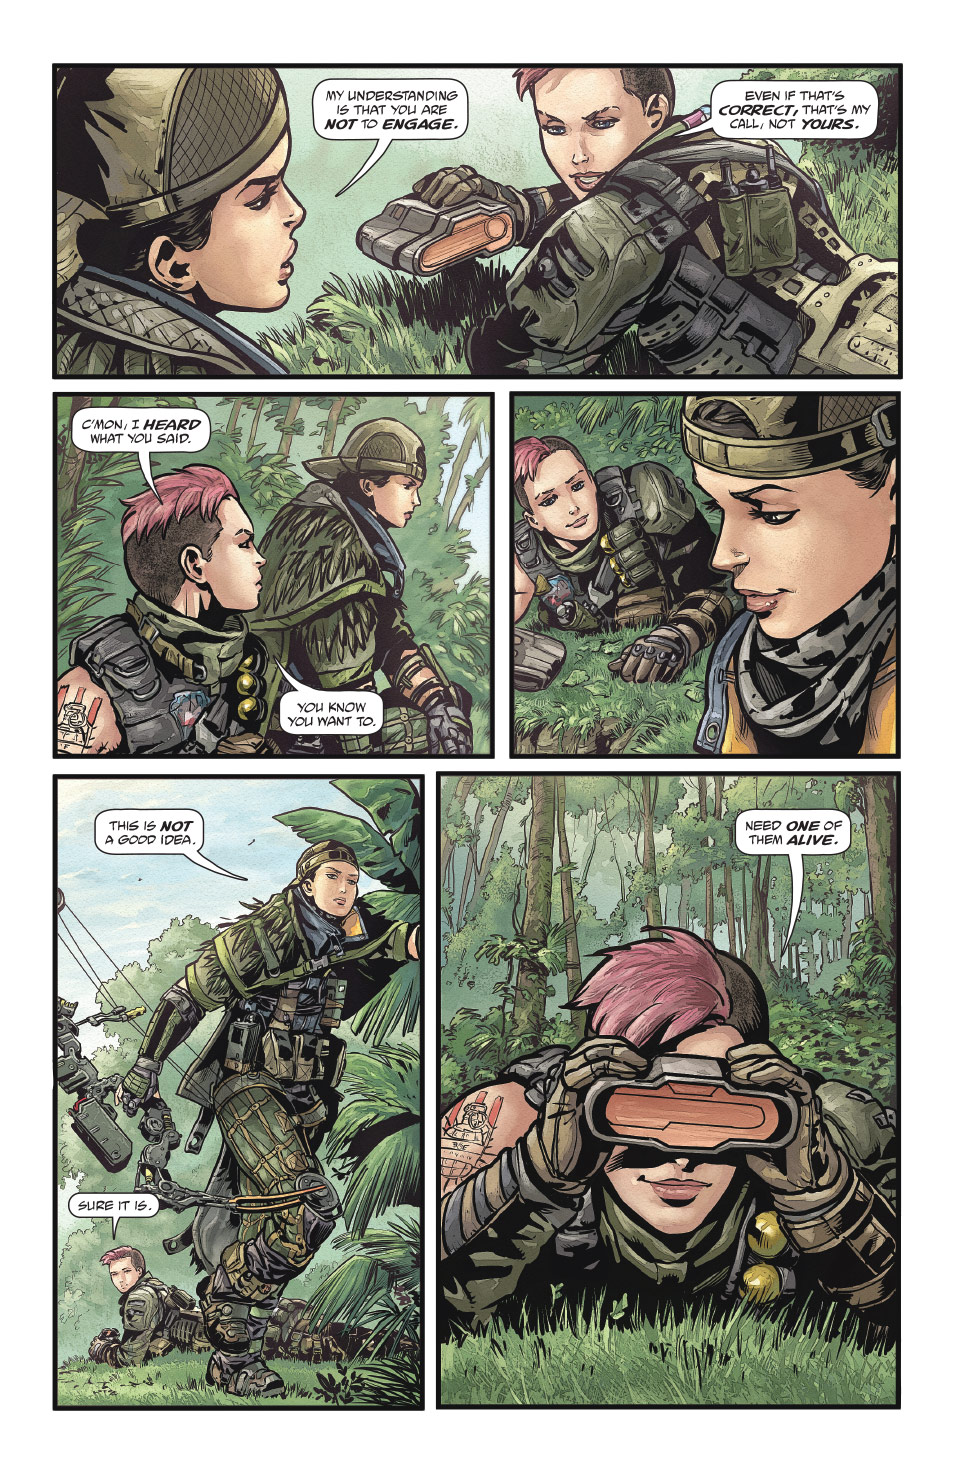 MY UNDERSTANDING
IS THAT YOU ARE
NOT TO ENGAGE.
EVEN IF THAT'S
CORRECT, THAT'S MY
CALL, NOT YOURS.
C'MON, I HEARD
WHAT YOU SAID.
YOU KNOW
YOU WANT TO.
THIS IS NOT
A GOOD IDEA.
SURE IT IS.
NEED ONE OF
THEM ALIVE.